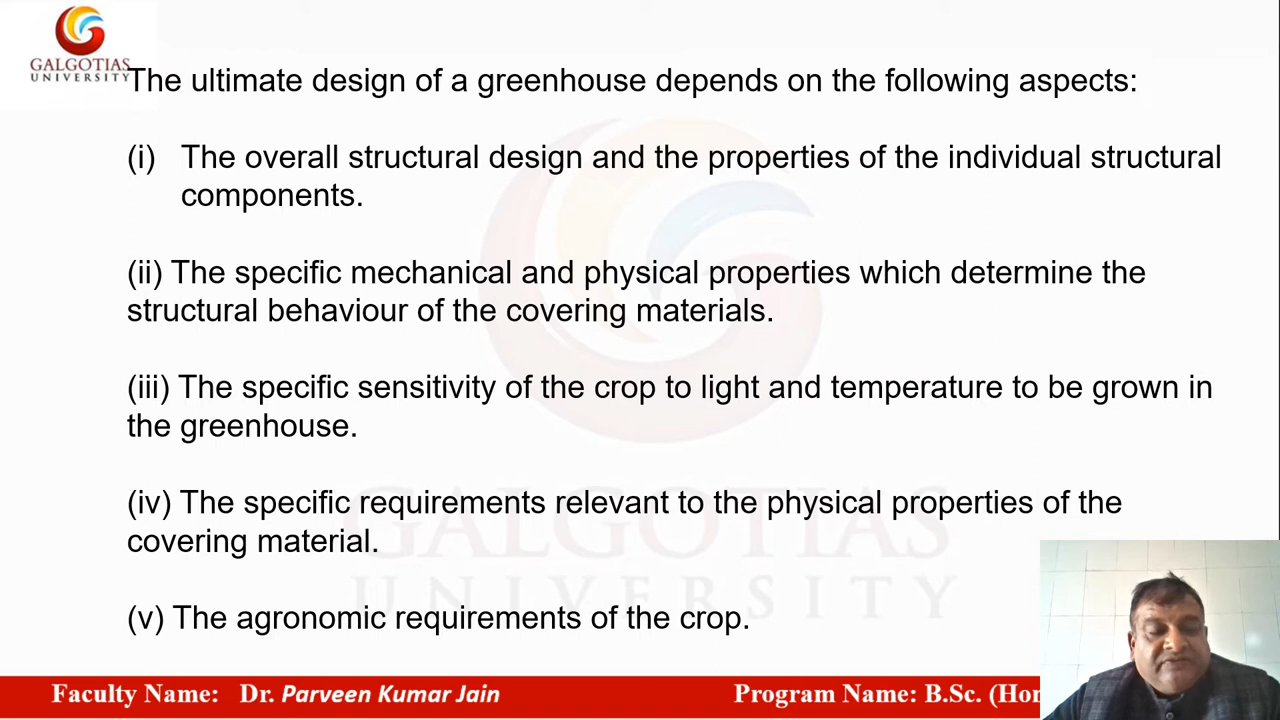 GALGOTIAS
UNIVERSITY
The ultimate design of a greenhouse depends on the following aspects:
(i) The overall structural design and the properties of the individual structural
components.
(ii) The specific mechanical and physical properties which determine the
structural behaviour of the covering materials.
(iii) The specific sensitivity of the crop to light and temperature to be grown in
the greenhouse.
(iv) The specific requirements relevant to the physical properties of the
covering material.
GALGOTIAS
UNIVERSITY
(v) The agronomic requirements of the crop.
Faculty Name: Dr. Parveen Kumar Jain
Program Name: B.Sc. (Hor